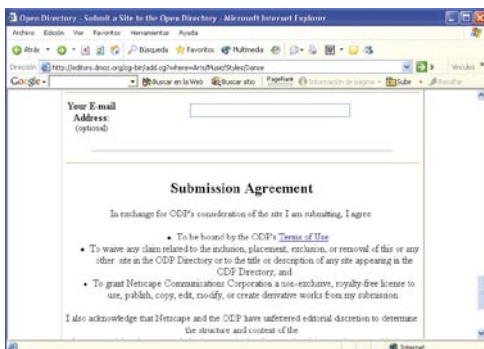 Open Directory - Submit a Site to the Open Directory - Microsoft Internet Explorer
Archivo Edición Ver Favoritos Herramientas Ayuda
Atrás Búsqueda Favoritos Multimedia
Dirección http://editors.dmoz.org/cgi-bin/add.cgi?where=Arts/Music/Styles/Dance Ir Vínculos
Google Buscar en la Web Buscar sitio PageRank Información de página Subir Resaltar
Your E-mail
Address:
(optional)
Submission Agreement
In exchange for ODP's consideration of the site I am submitting, I agree
• To be bound by the ODP's Terms of Use.
• To waive any claim related to the inclusion, placement, exclusion, or removal of this or any
other site in the ODP Directory or to the title or description of any site appearing in the
ODP Directory; and
• To grant Netscape Communications Corporation a non-exclusive, royalty-free license to
use, publish, copy, edit, modify, or create derivative works from my submission.
I also acknowledge that Netscape and the ODP have unfettered editorial discretion to determine
the structure and content of the
Internet